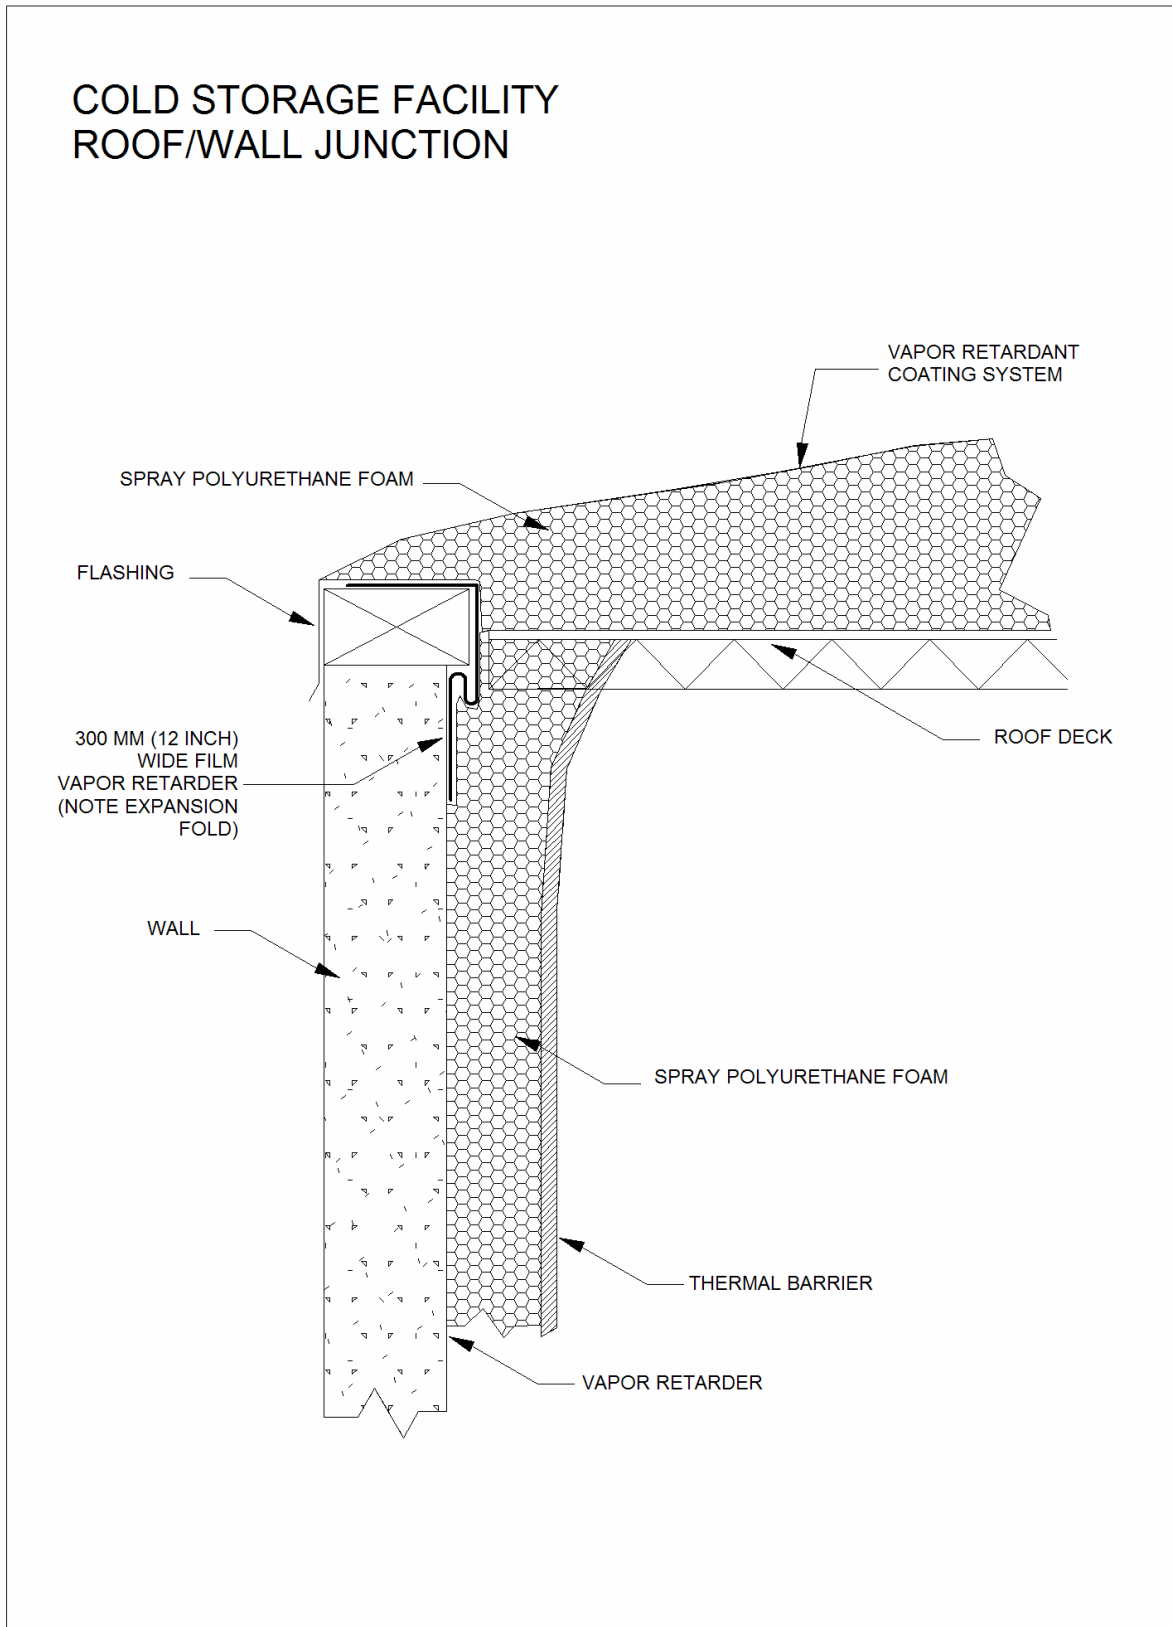 COLD STORAGE FACILITY
ROOF/WALL JUNCTION
VAPOR RETARDANT
COATING SYSTEM
SPRAY POLYURETHANE FOAM
FLASHING
300 MM (12 INCH)
WIDE FILM
VAPOR RETARDER
(NOTE EXPANSION
FOLD)
ROOF DECK
WALL
SPRAY POLYURETHANE FOAM
THERMAL BARRIER
VAPOR RETARDER